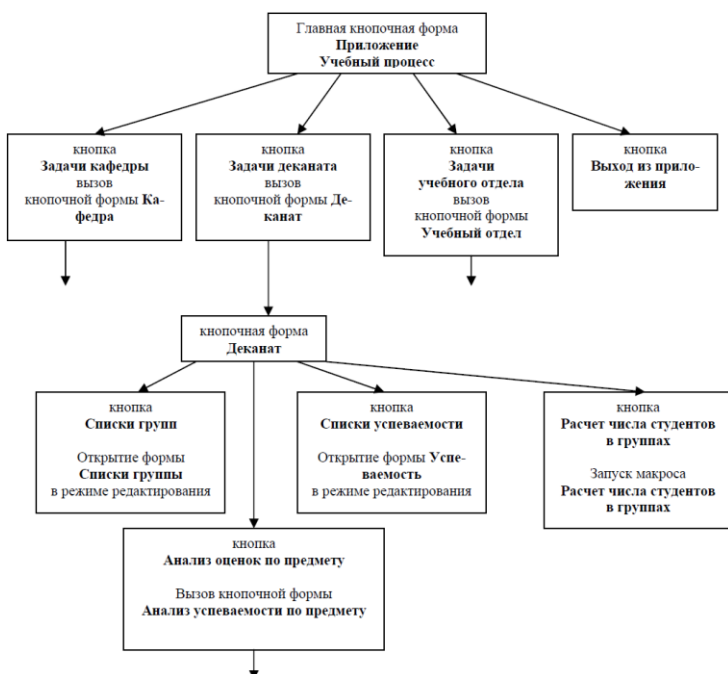 Главная кнопочная форма
Приложение
Учебный процесс
кнопка
Задачи кафедры
вызов
кнопочной формы Ка-
федра
кнопка
Задачи деканата
вызов
кнопочной формы Де-
канат
кнопка
Задачи
учебного отдела
вызов
кнопочной формы
Учебный отдел
кнопка
Выход из прило-
жения
кнопочная форма
Деканат
кнопка
Списки групп
Открытие формы
Списки группы
в режиме редактирования
кнопка
Списки успеваемости
Открытие формы Успе-
ваемость
в режиме редактирования
кнопка
Расчет числа студентов
в группах
Запуск макроса
Расчет числа студентов
в группах
кнопка
Анализ оценок по предмету
Вызов кнопочной формы
Анализ успеваемости по предмету